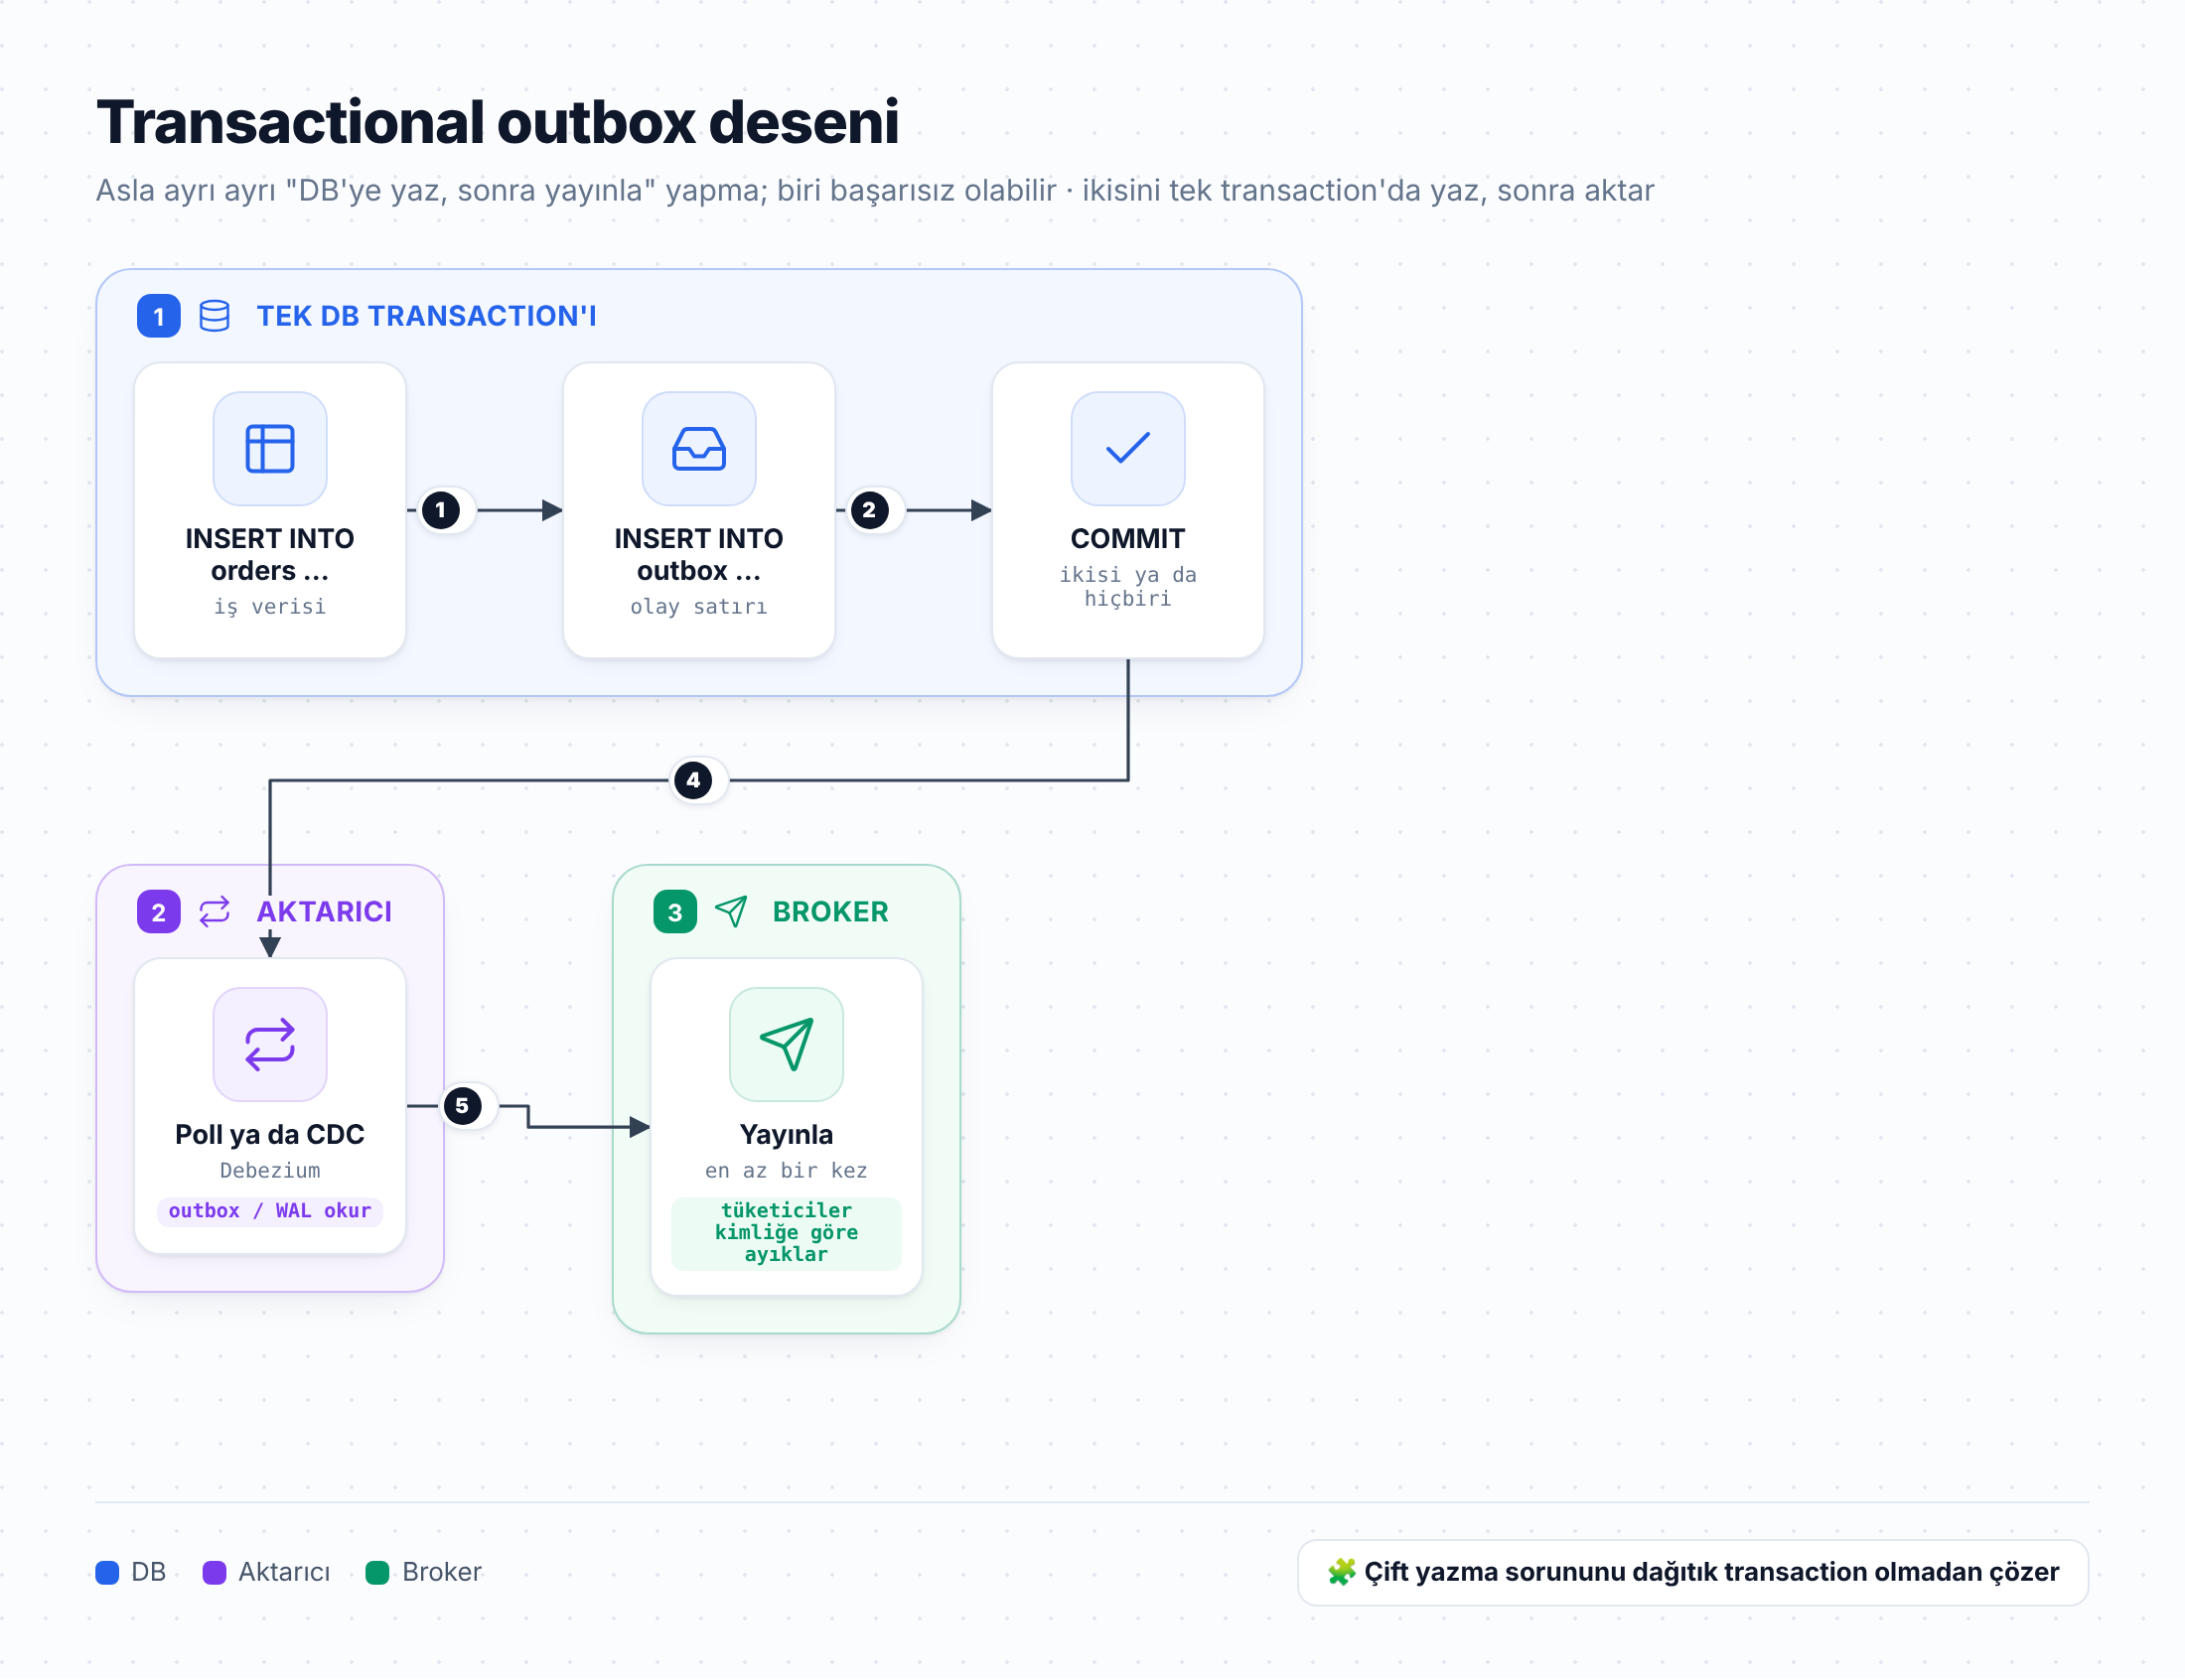 Transactional outbox deseni
Asla ayrı ayrı "DB'ye yaz, sonra yayınla" yapma; biri başarısız olabilir · ikisini tek transaction'da yaz, sonra aktar
1 TEK DB TRANSACTION'I
INSERT INTO
orders ...
iş verisi
1
INSERT INTO
outbox ...
olay satırı
2
COMMIT
ikisi ya da
hiçbiri
4
2 AKTARICI
Poll ya da CDC
Debezium
outbox / WAL okur
5
3 BROKER
Yayınla
en az bir kez
tüketiciler
kimliğe göre
ayıklar
DB
Aktarıcı
Broker
🧩 Çift yazma sorununu dağıtık transaction olmadan çözer